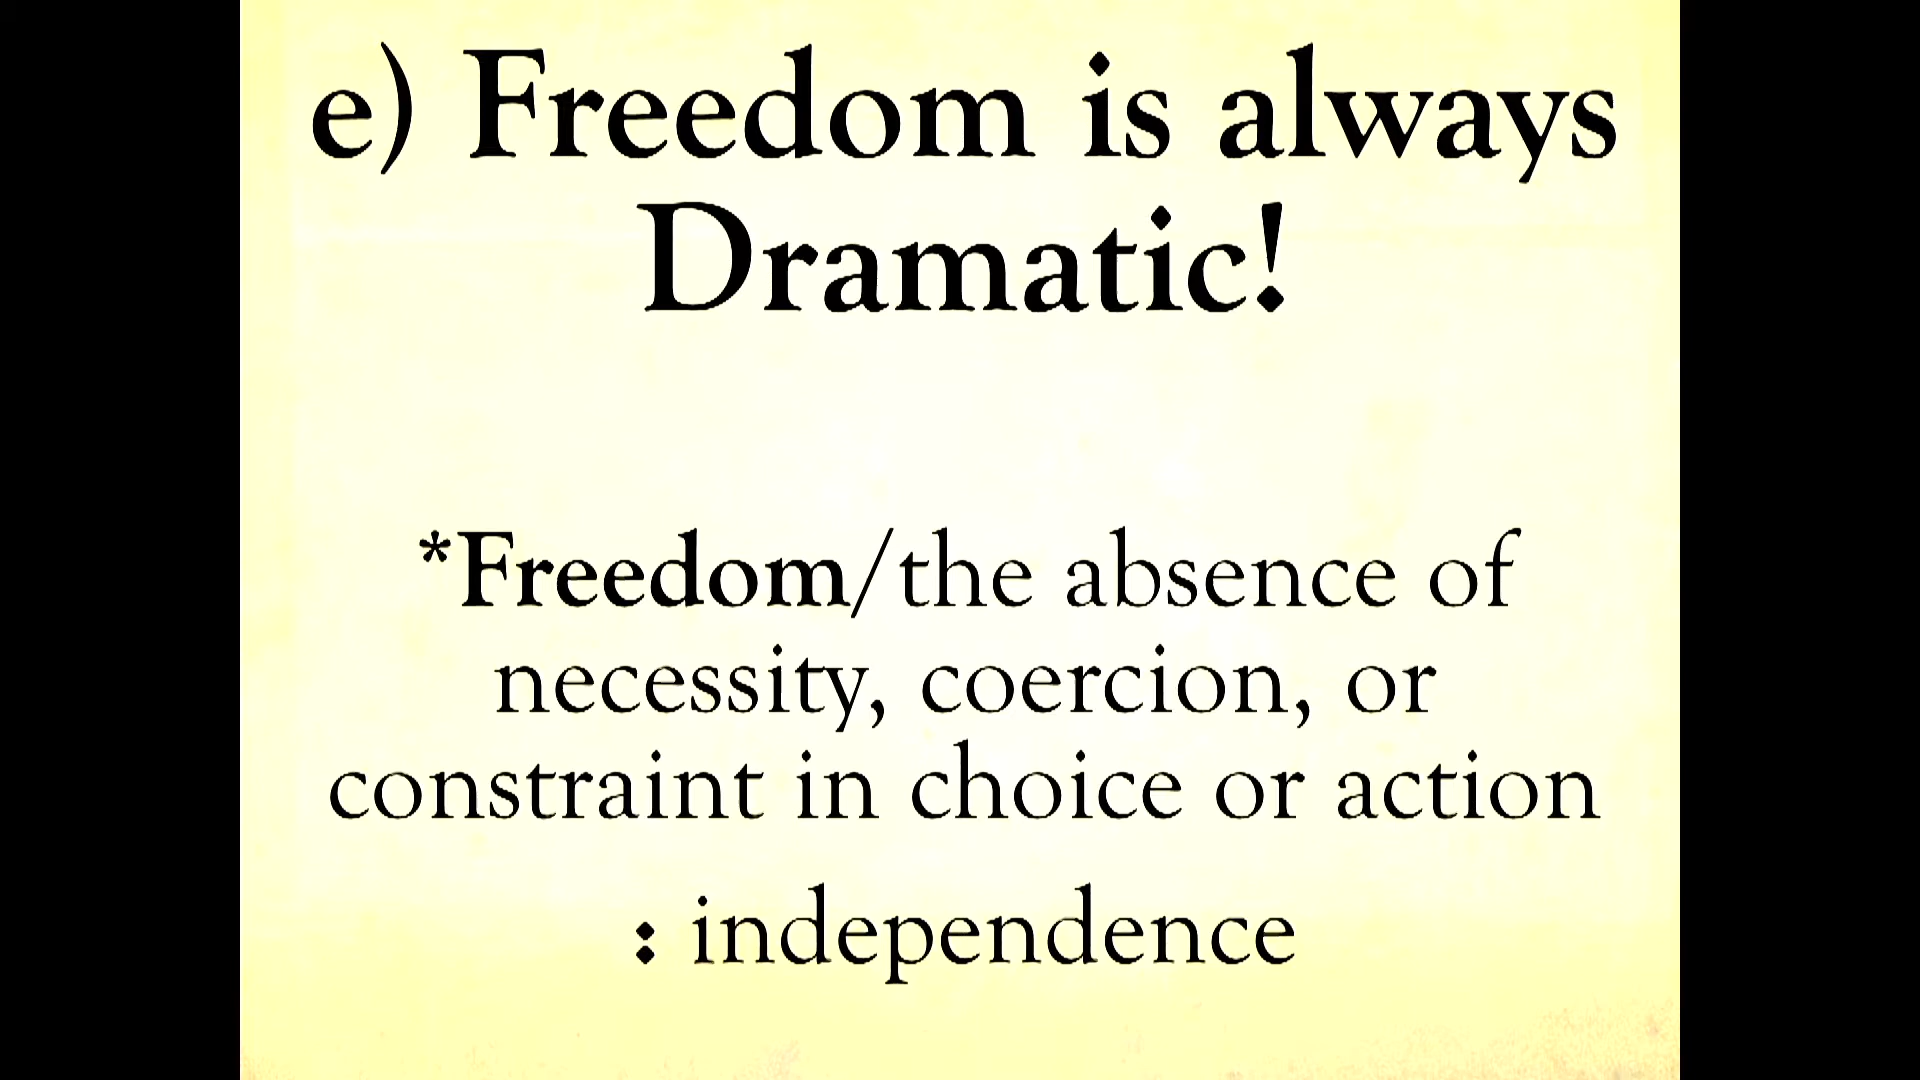 e) Freedom is always
Dramatic!
*Freedom/the absence of
necessity, coercion, or
constraint in choice or action
: independence